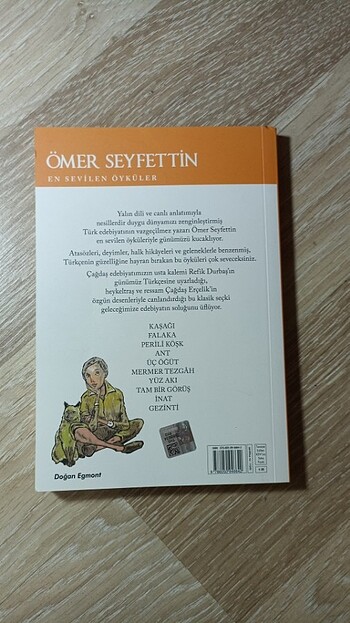 ÖMER SEYFETTİN
EN SEVİLEN ÖYKÜLER
Yalın dili ve canlı anlatımıyla
nesillerdir duygu dünyamızı zenginleştirmiş
Türk edebiyatının vazgeçilmez yazarı Ömer Seyfettin
en sevilen öyküleriyle günümüzü kucaklıyor.
Atasözleri, deyimler, halk hikâyeleri ve geleneklerle benzenmiş,
Türkçenin güzelliğine hayran bırakan bu öyküleri çok seveceksiniz.
Çağdaş edebiyatımızın usta kalemi Refik Durbaş'ın
günümüz Türkçesine uyarladığı,
heykeltraş ve ressam Çağdaş Erçelik'in
özgün desenleriyle canlandırdığı bu klasik seçki
geleceğimize edebiyatın soluğunu üflüyor.
KAŞAĞI
FALAKA
PERİLİ KÖŞK
ANT
ÜÇ ÖĞÜT
MERMER TEZGÂH
YÜZ AKI
TAM BİR GÖRÜŞ
İNAT
GEZİNTİ
Doğan Egmont